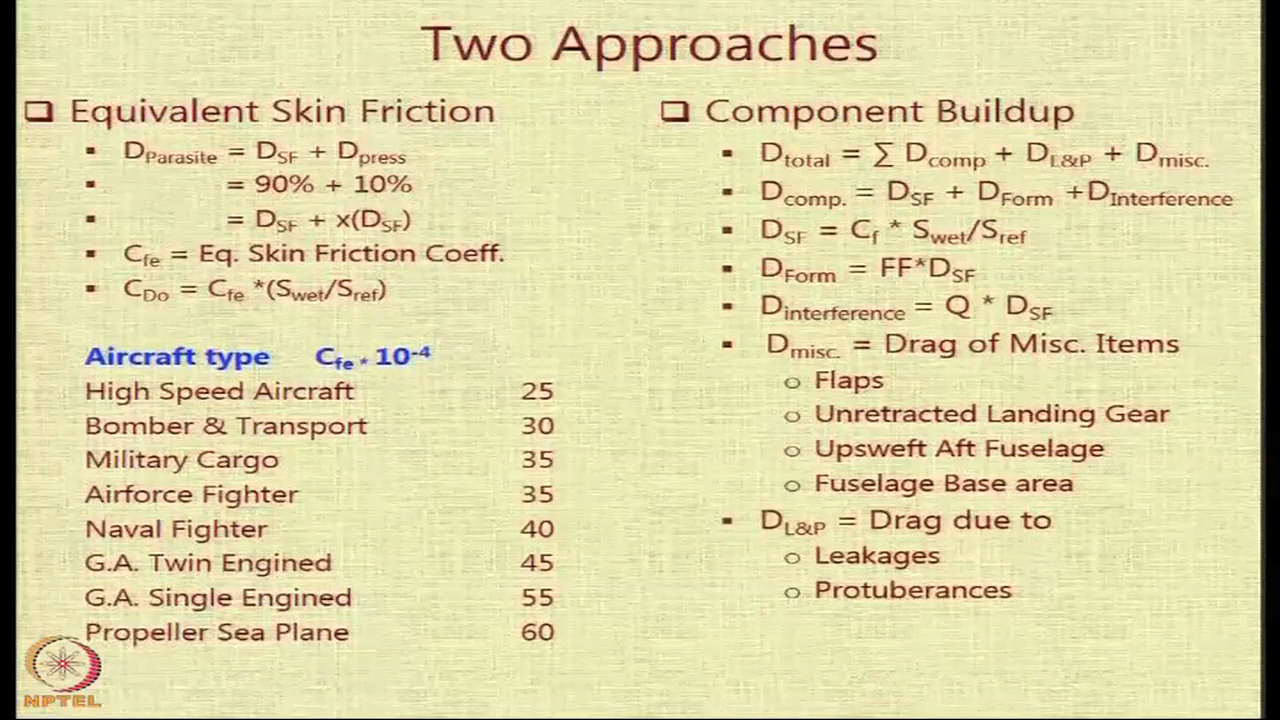 Two Approaches
❑ Equivalent Skin Friction
▪ D_Parasite = D_SF + D_press
▪ = 90% + 10%
▪ = D_SF + x(D_SF)
▪ C_fe = Eq. Skin Friction Coeff.
▪ C_Do = C_fe *(S_wet/S_ref)
Aircraft type C_fe * 10^-4
High Speed Aircraft 25
Bomber & Transport 30
Military Cargo 35
Airforce Fighter 35
Naval Fighter 40
G.A. Twin Engined 45
G.A. Single Engined 55
Propeller Sea Plane 60
❑ Component Buildup
▪ D_total = ∑ D_comp + D_L&P + D_misc.
▪ D_comp. = D_SF + D_Form +D_Interference
▪ D_SF = C_f * S_wet/S_ref
▪ D_Form = FF*D_SF
▪ D_interference = Q * D_SF
▪ D_misc. = Drag of Misc. Items
o Flaps
o Unretracted Landing Gear
o Upsweft Aft Fuselage
o Fuselage Base area
▪ D_L&P = Drag due to
o Leakages
o Protuberances
NPTEL